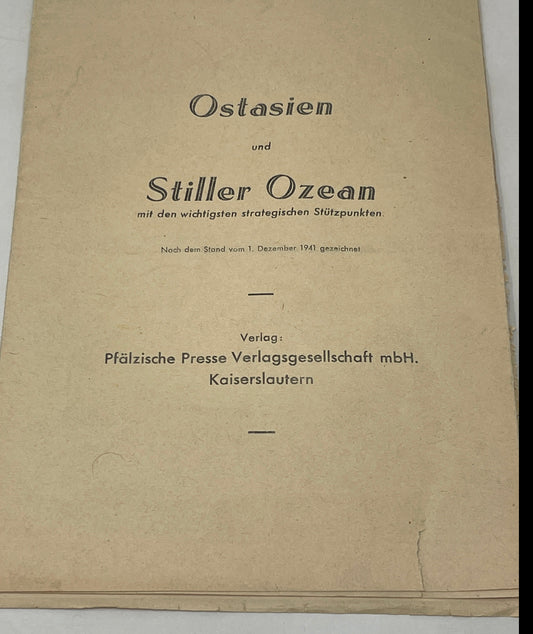 Ostasien
und
Stiller Ozean
mit den wichtigsten strategischen Stützpunkten
Nach dem Stand vom 1. Dezember 1941 gezeichnet
Verlag:
Pfälzische Presse Verlagsgesellschaft mbH.
Kaiserslautern